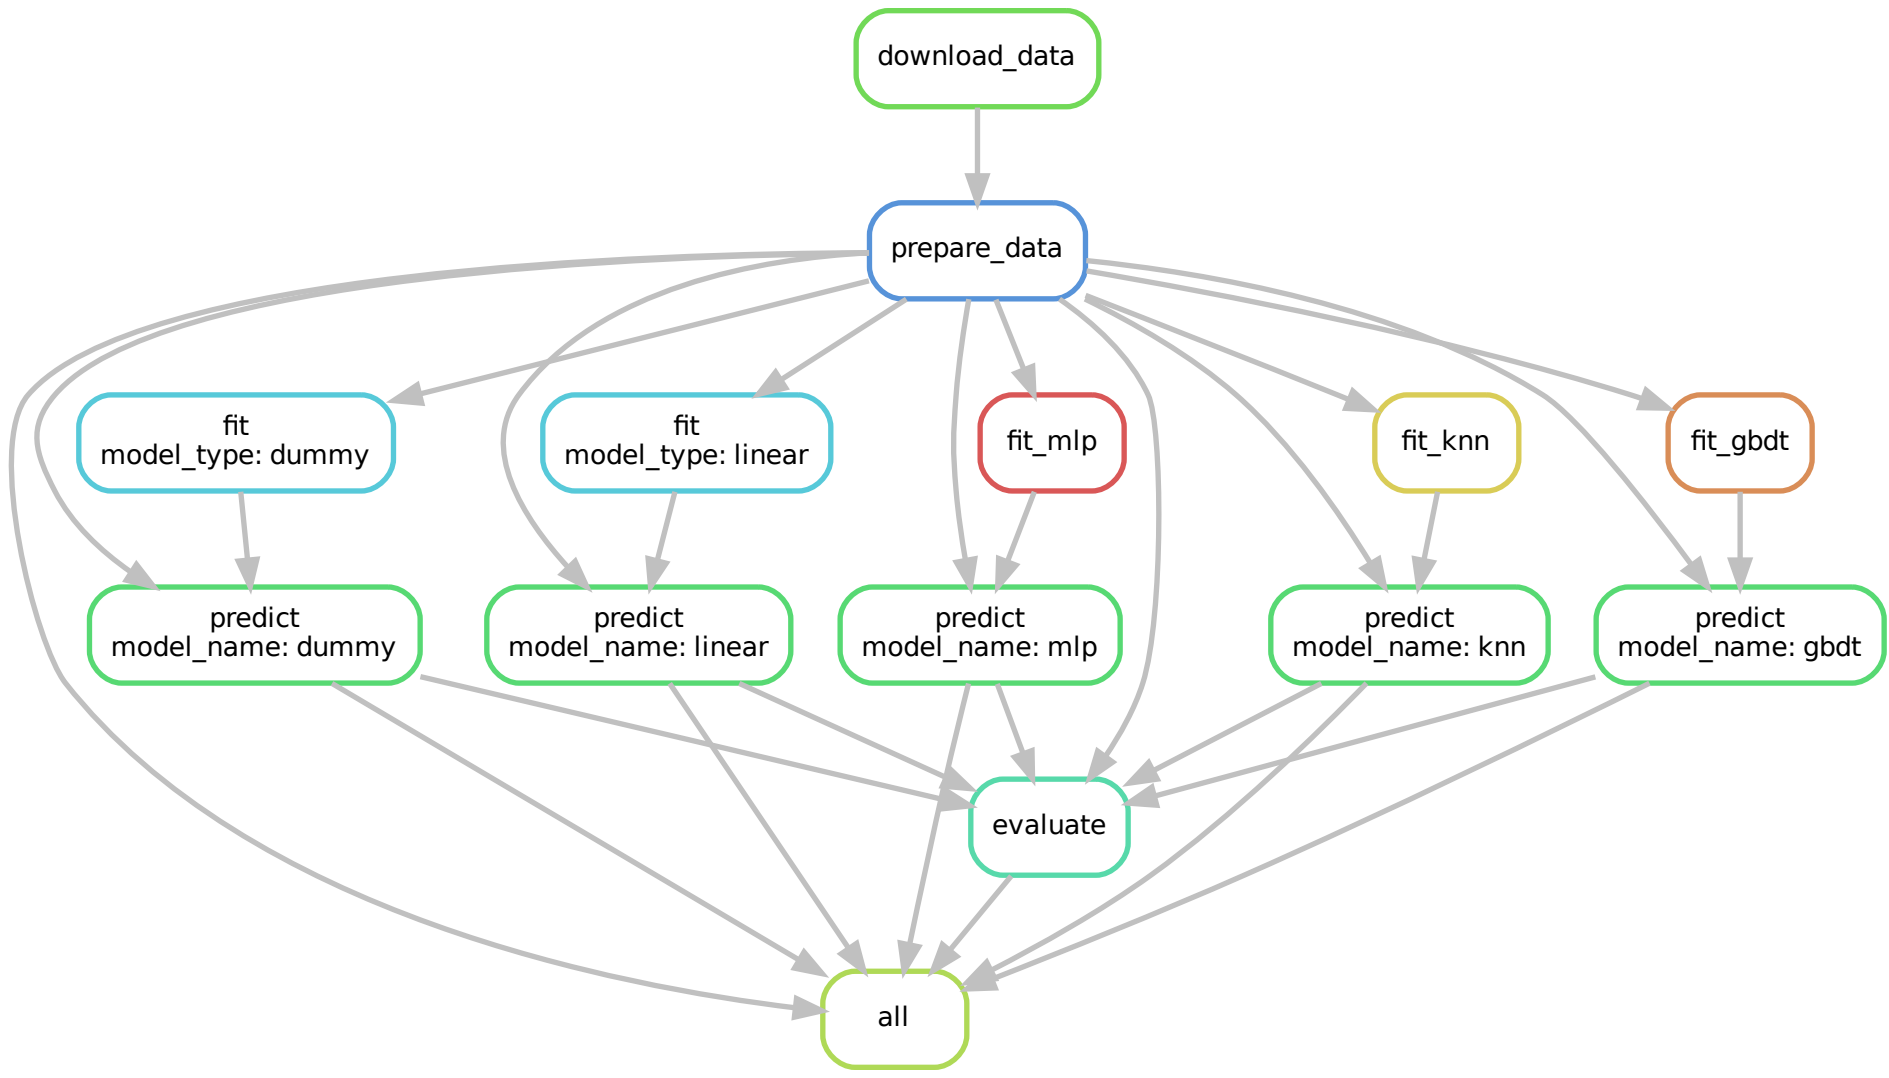 download_data
prepare_data
fit
model_type: dummy
fit
model_type: linear
fit_mlp
fit_knn
fit_gbdt
predict
model_name: dummy
predict
model_name: linear
predict
model_name: mlp
predict
model_name: knn
predict
model_name: gbdt
evaluate
all